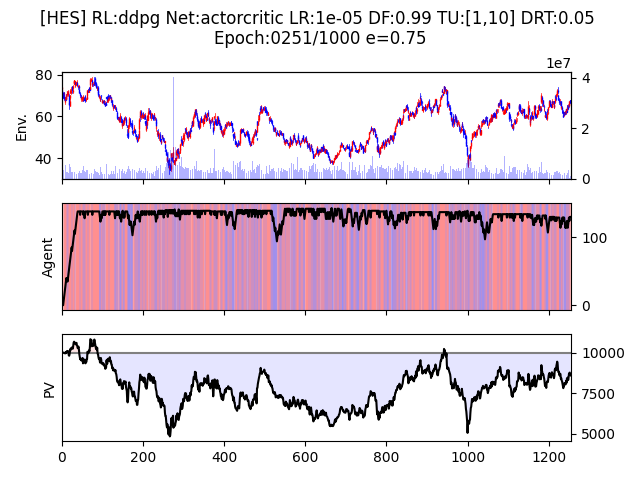 [HES] RL:ddpg Net:actorcritic LR:1e-05 DF:0.99 TU:[1,10] DRT:0.05
Epoch:0251/1000 e=0.75
1e7
80
60
40
Env.
4
2
0
Agent
100
0
PV
10000
7500
5000
0 200 400 600 800 1000 1200